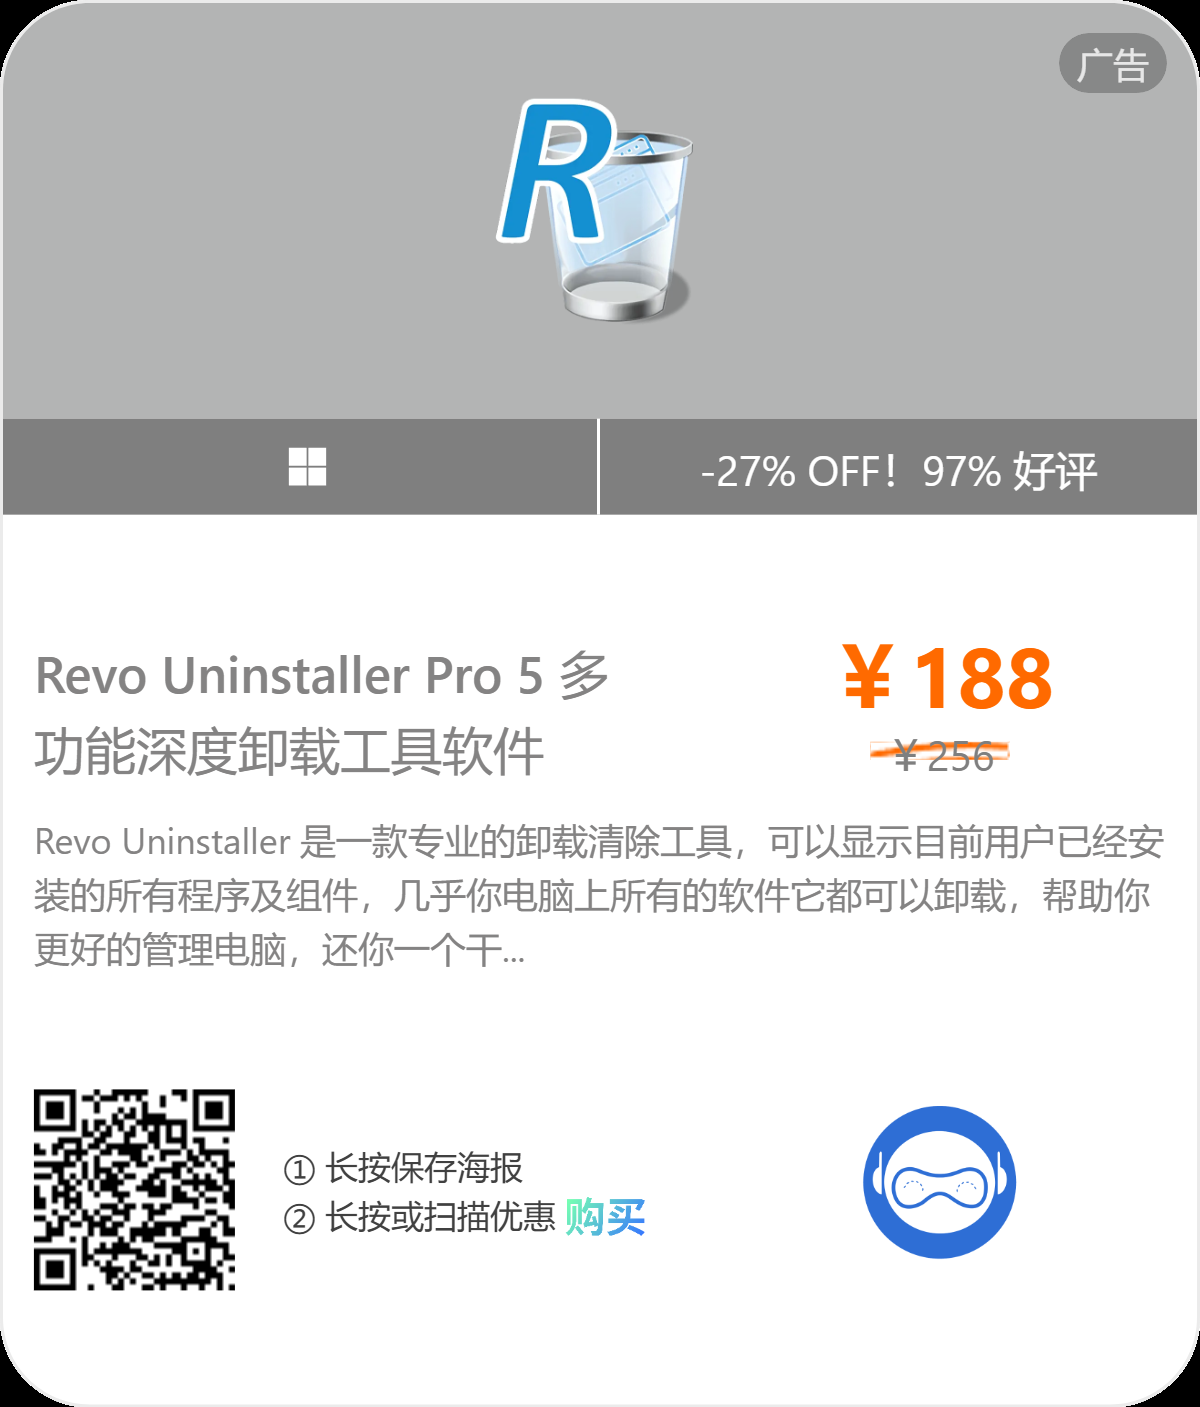 广告
R
-27% OFF！97% 好评
Revo Uninstaller Pro 5 多
功能深度卸载工具软件
￥188
￥256
Revo Uninstaller 是一款专业的卸载清除工具，可以显示目前用户已经安
装的所有程序及组件，几乎你电脑上所有的软件它都可以卸载，帮助你
更好的管理电脑，还你一个干...
① 长按保存海报
② 长按或扫描优惠 购买